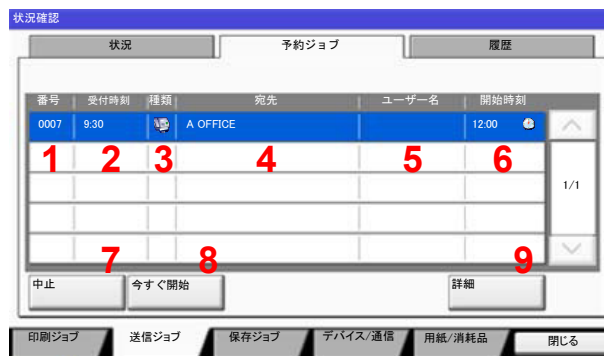 状況確認
状況 予約ジョブ 履歴
番号 受付時刻 種類 宛先 ユーザー名 開始時刻
0007 9:30 A OFFICE 12:00
1 2 3 4 5 6
1/1
7 8 9
中止 今すぐ開始 詳細
印刷ジョブ 送信ジョブ 保存ジョブ デバイス/通信 用紙/消耗品 閉じる